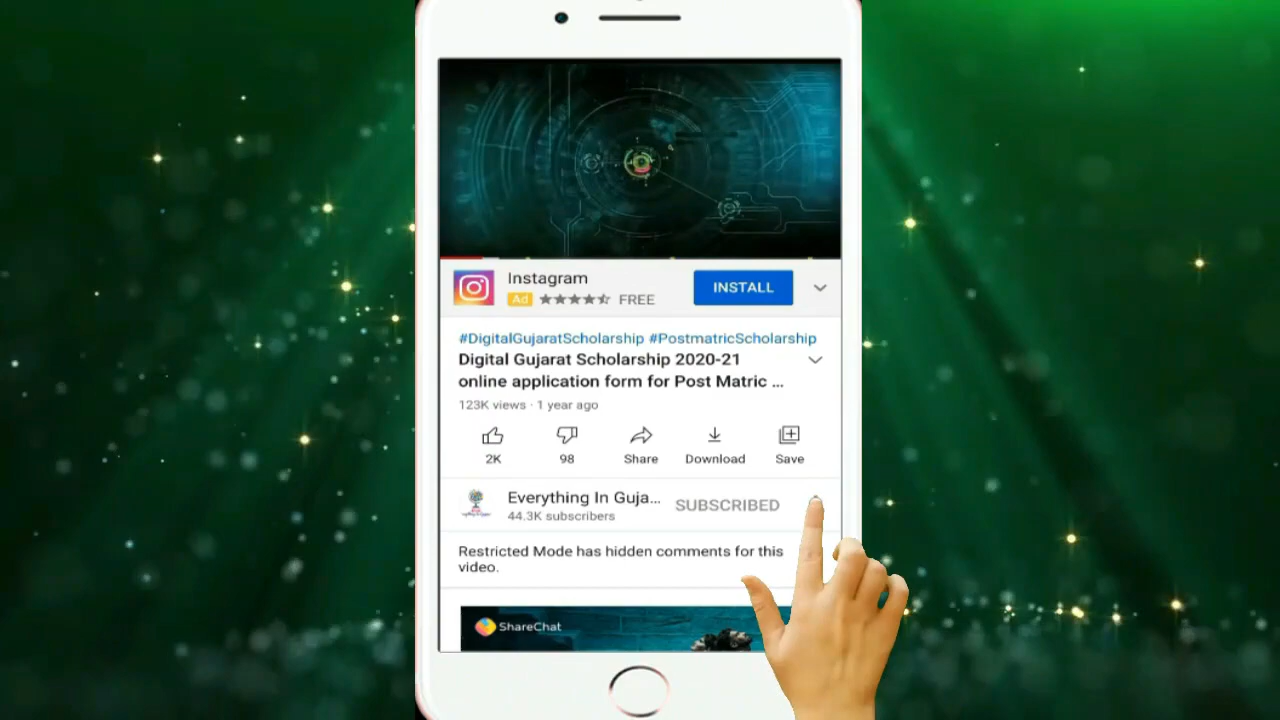 Instagram
Ad FREE
INSTALL
#DigitalGujaratScholarship #PostmatricScholarship
Digital Gujarat Scholarship 2020-21
online application form for Post Matric ...
123K views · 1 year ago
2K 98 Share Download Save
Everything In Guja... SUBSCRIBED
44.3K subscribers
Restricted Mode has hidden comments for this
video.
ShareChat